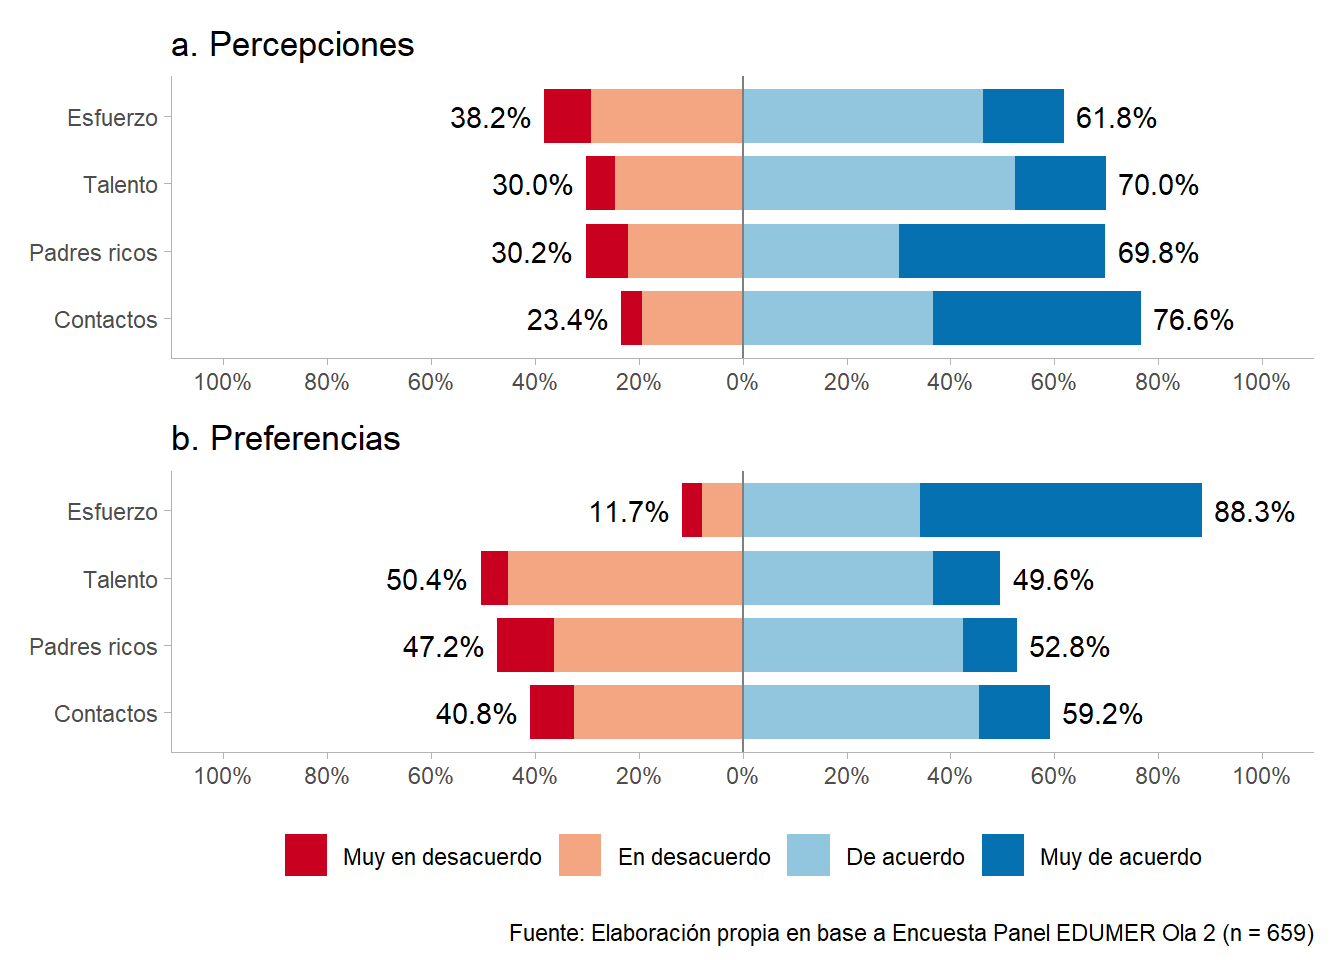 a. Percepciones
Esfuerzo 38.2% 61.8%
Talento 30.0% 70.0%
Padres ricos 30.2% 69.8%
Contactos 23.4% 76.6%
100% 80% 60% 40% 20% 0% 20% 40% 60% 80% 100%
b. Preferencias
Esfuerzo 11.7% 88.3%
Talento 50.4% 49.6%
Padres ricos 47.2% 52.8%
Contactos 40.8% 59.2%
100% 80% 60% 40% 20% 0% 20% 40% 60% 80% 100%
Muy en desacuerdo En desacuerdo De acuerdo Muy de acuerdo
Fuente: Elaboración propia en base a Encuesta Panel EDUMER Ola 2 (n = 659)